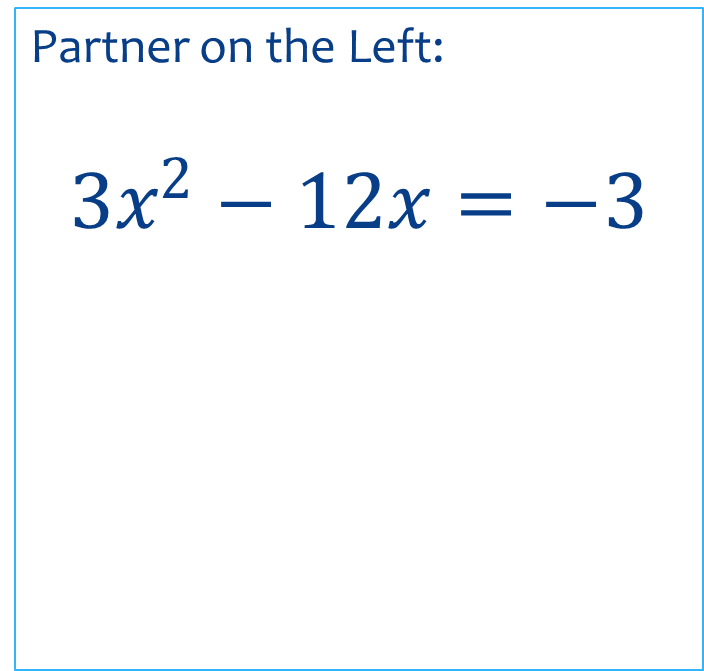 Partner on the Left:
3x² − 12x = −3